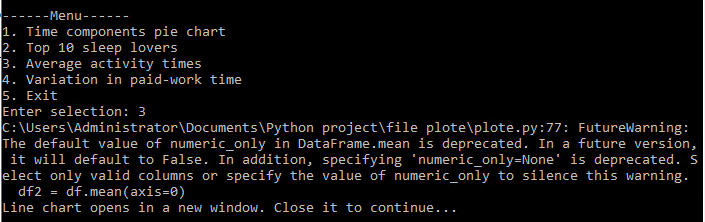 ------Menu------
1. Time components pie chart
2. Top 10 sleep lovers
3. Average activity times
4. Variation in paid-work time
5. Exit
Enter selection: 3
C:\Users\Administrator\Documents\Python project\file plote\plote.py:77: FutureWarning:
The default value of numeric_only in DataFrame.mean is deprecated. In a future version,
 it will default to False. In addition, specifying 'numeric_only=None' is deprecated. S
elect only valid columns or specify the value of numeric_only to silence this warning.
  df2 = df.mean(axis=0)
Line chart opens in a new window. Close it to continue...